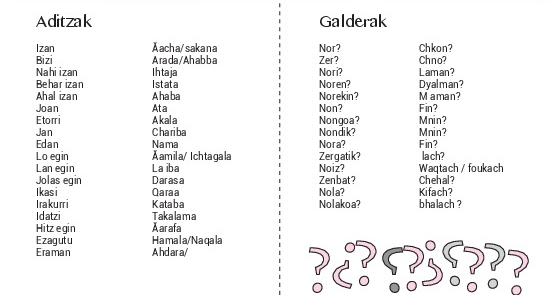 Aditzak
Izan Ăacha/sakana
Bizi Arada/Ahabba
Nahi izan Ihtaja
Behar izan Istata
Ahal izan Ahaba
Joan Ata
Etorri Akala
Jan Chariba
Edan Nama
Lo egin Ăamila/ Ichtagala
Lan egin La iba
Jolas egin Darasa
Ikasi Qaraa
Irakurri Kataba
Idatzi Takalama
Hitz egin Ăarafa
Ezagutu Hamala/Naqala
Eraman Ahdara/
Galderak
Nor? Chkon?
Zer? Chno?
Nori? Laman?
Noren? Dyalman?
Norekin? M aman?
Non? Fin?
Nongoa? Mnin?
Nondik? Mnin?
Nora? Fin?
Zergatik? lach?
Noiz? Waqtach / foukach
Zenbat? Chehal?
Nola? Kifach?
Nolakoa? bhalach ?